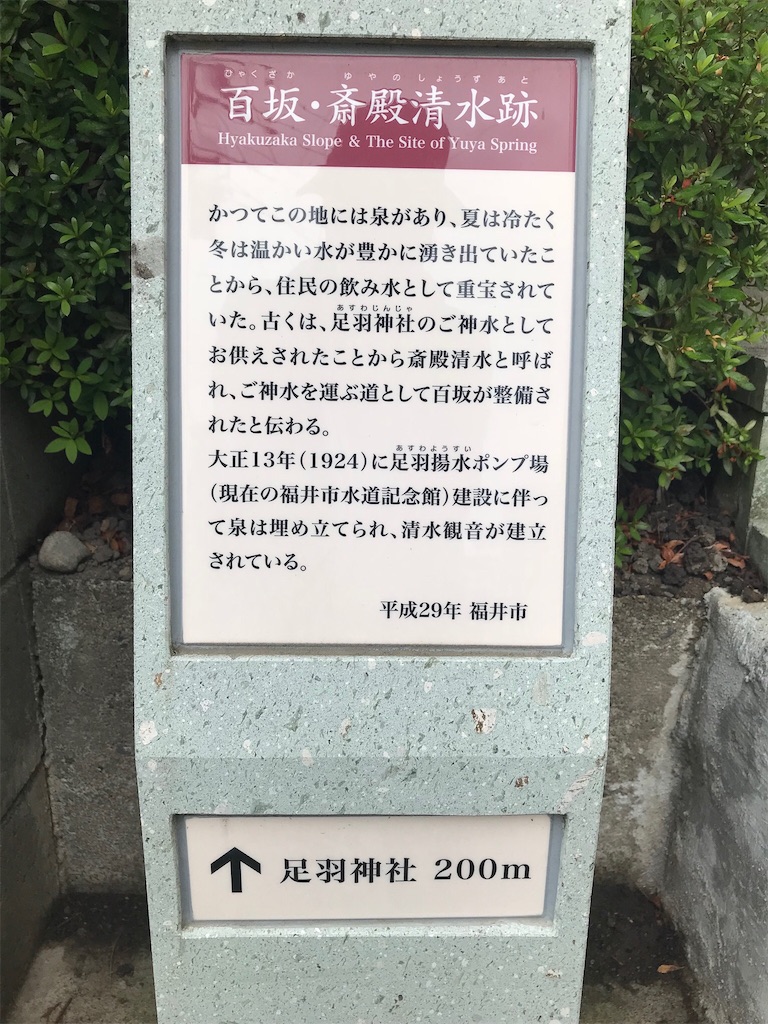 ひゃくざか ゆやのしょうずあと
百坂・斎殿清水跡
Hyakuzaka Slope & The Site of Yuya Spring
かつてこの地には泉があり、夏は冷たく
冬は温かい水が豊かに湧き出ていたこ
とから、住民の飲み水として重宝されて
あすわじんじゃ
いた。古くは、足羽神社のご神水として
お供えされたことから斎殿清水と呼ば
れ、ご神水を運ぶ道として百坂が整備さ
れたと伝わる。
あすわようすい
大正13年(1924)に足羽揚水ポンプ場
(現在の福井市水道記念館)建設に伴っ
て泉は埋め立てられ、清水観音が建立
されている。
平成29年 福井市
↑ 足羽神社 200m